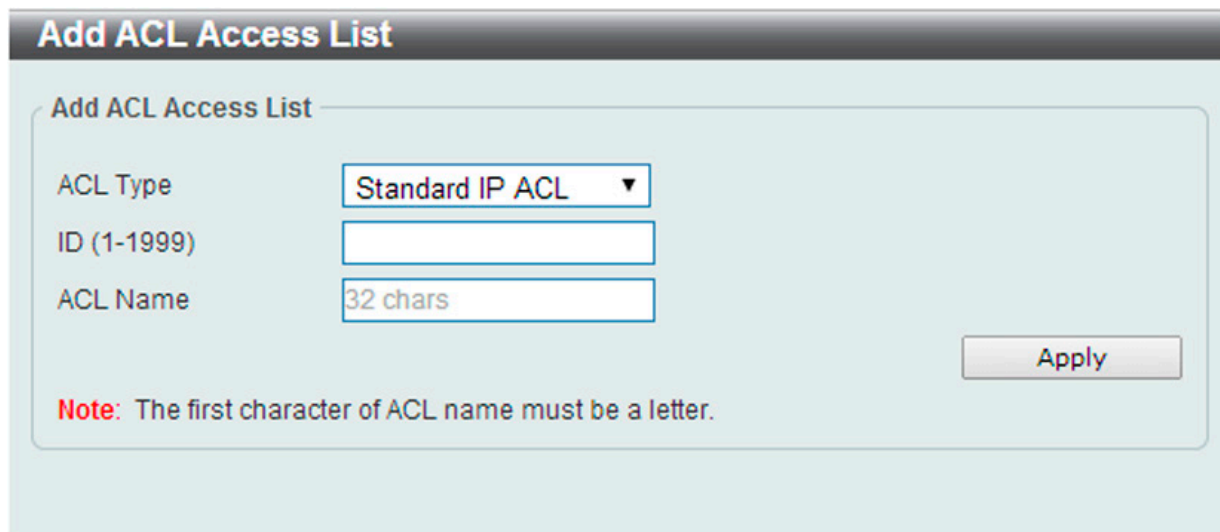 Add ACL Access List
Add ACL Access List
ACL Type Standard IP ACL
ID (1-1999)
ACL Name 32 chars
Apply
Note: The first character of ACL name must be a letter.